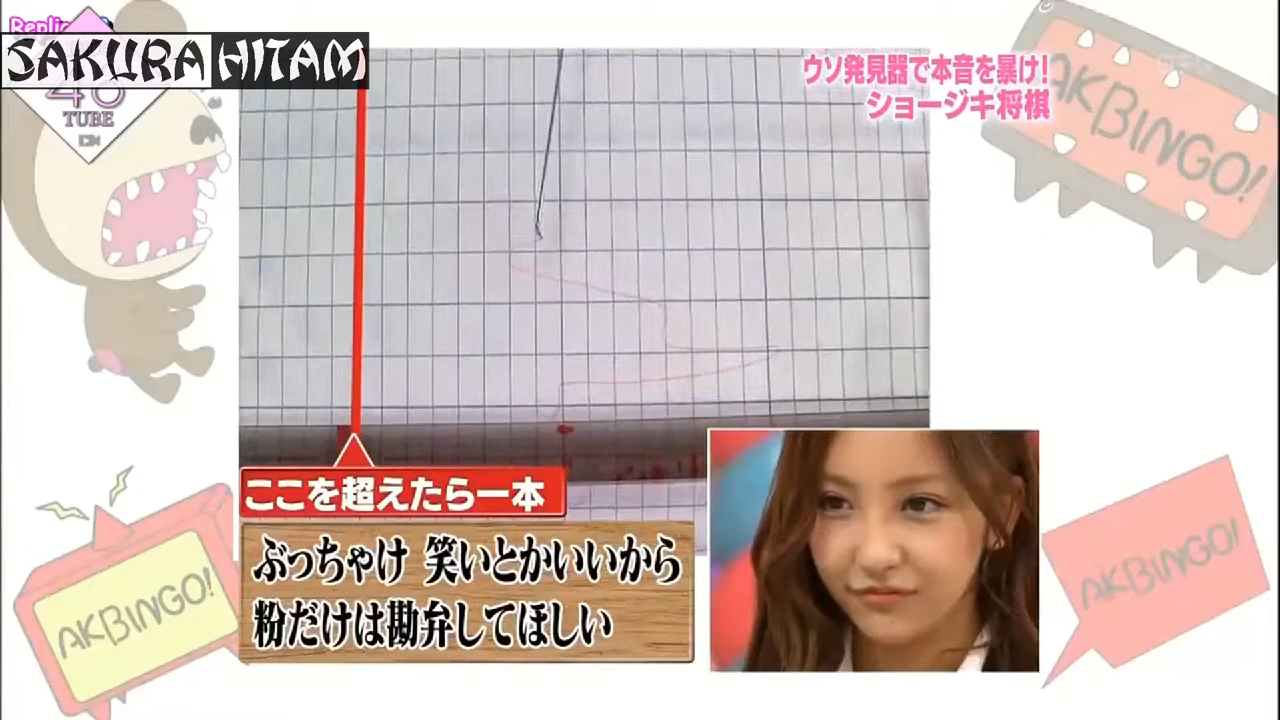 SAKURA HITAM
48
TUBE
ウソ発見器で本音を暴け!
ショージキ将棋
AKBINGO!
ここを超えたら一本
ぶっちゃけ 笑いとかいいから
粉だけは勘弁してほしい
AKBINGO!
AKBINGO!